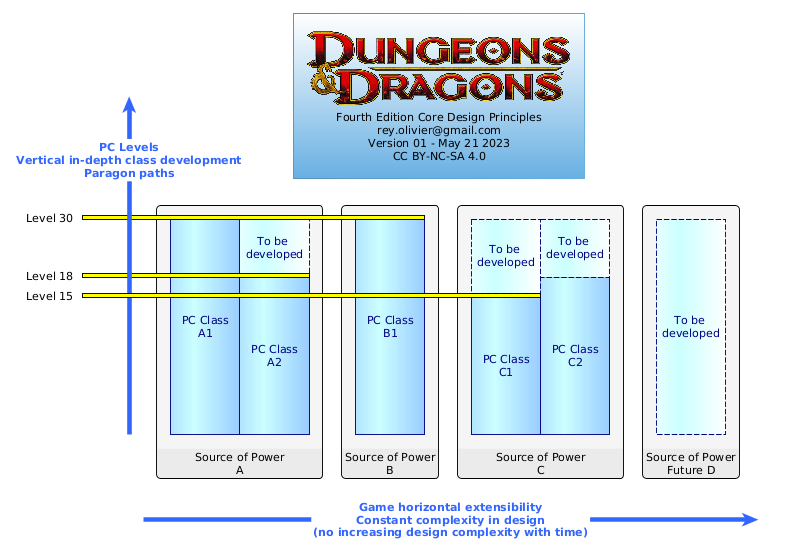 DUNGEONS
& DRAGONS
Fourth Edition Core Design Principles
rey.olivier@gmail.com
Version 01 - May 21 2023
CC BY-NC-SA 4.0
PC Levels
Vertical in-depth class development
Paragon paths
Level 30
Level 18
Level 15
PC Class
A1
To be
developed
PC Class
A2
Source of Power
A
PC Class
B1
Source of Power
B
To be
developed
PC Class
C1
To be
developed
PC Class
C2
Source of Power
C
To be
developed
Source of Power
Future D
Game horizontal extensibility
Constant complexity in design
(no increasing design complexity with time)